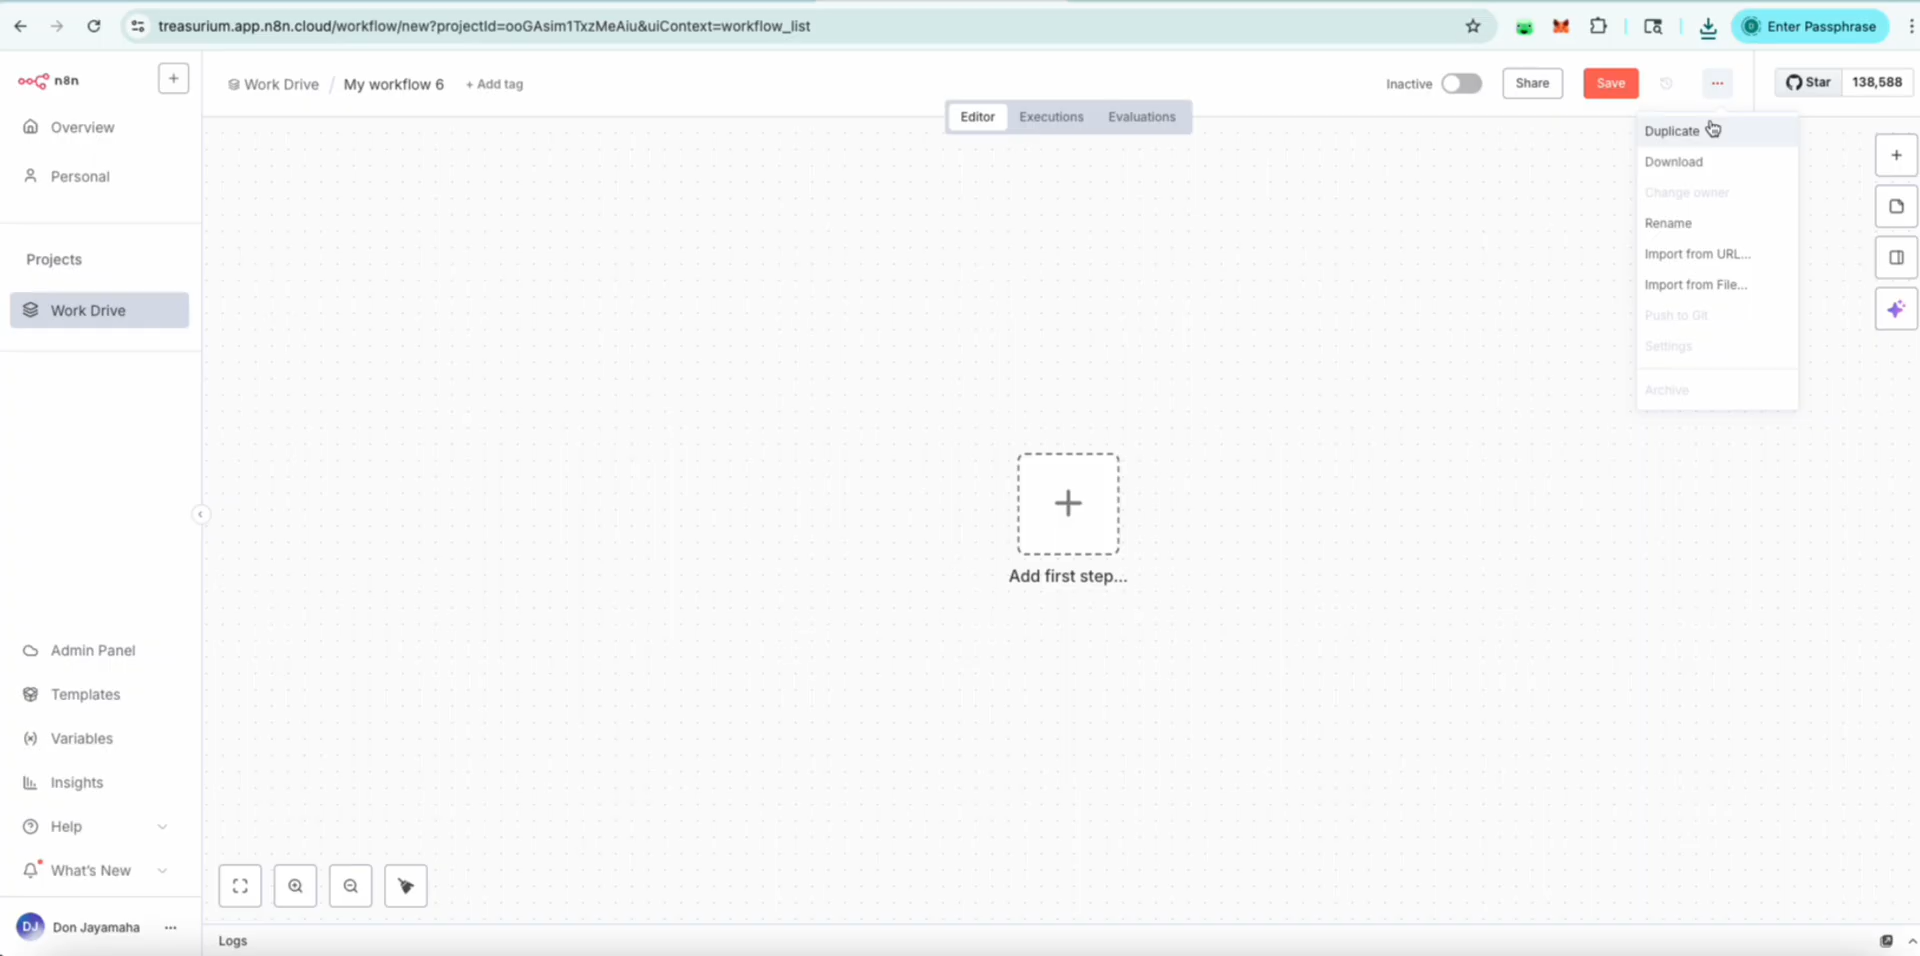 treasurium.app.n8n.cloud/workflow/new?projectId=ooGAsim1TxzMeAiu&uiContext=workflow_list
Enter Passphrase
n8n
Work Drive / My workflow 6 + Add tag
Inactive
Share
Save
Star 138,588
Editor Executions Evaluations
Overview
Personal
Projects
Work Drive
Duplicate
Download
Change owner
Rename
Import from URL...
Import from File...
Push to Git
Settings
Archive
Add first step...
Admin Panel
Templates
Variables
Insights
Help
What's New
DJ Don Jayamaha
Logs